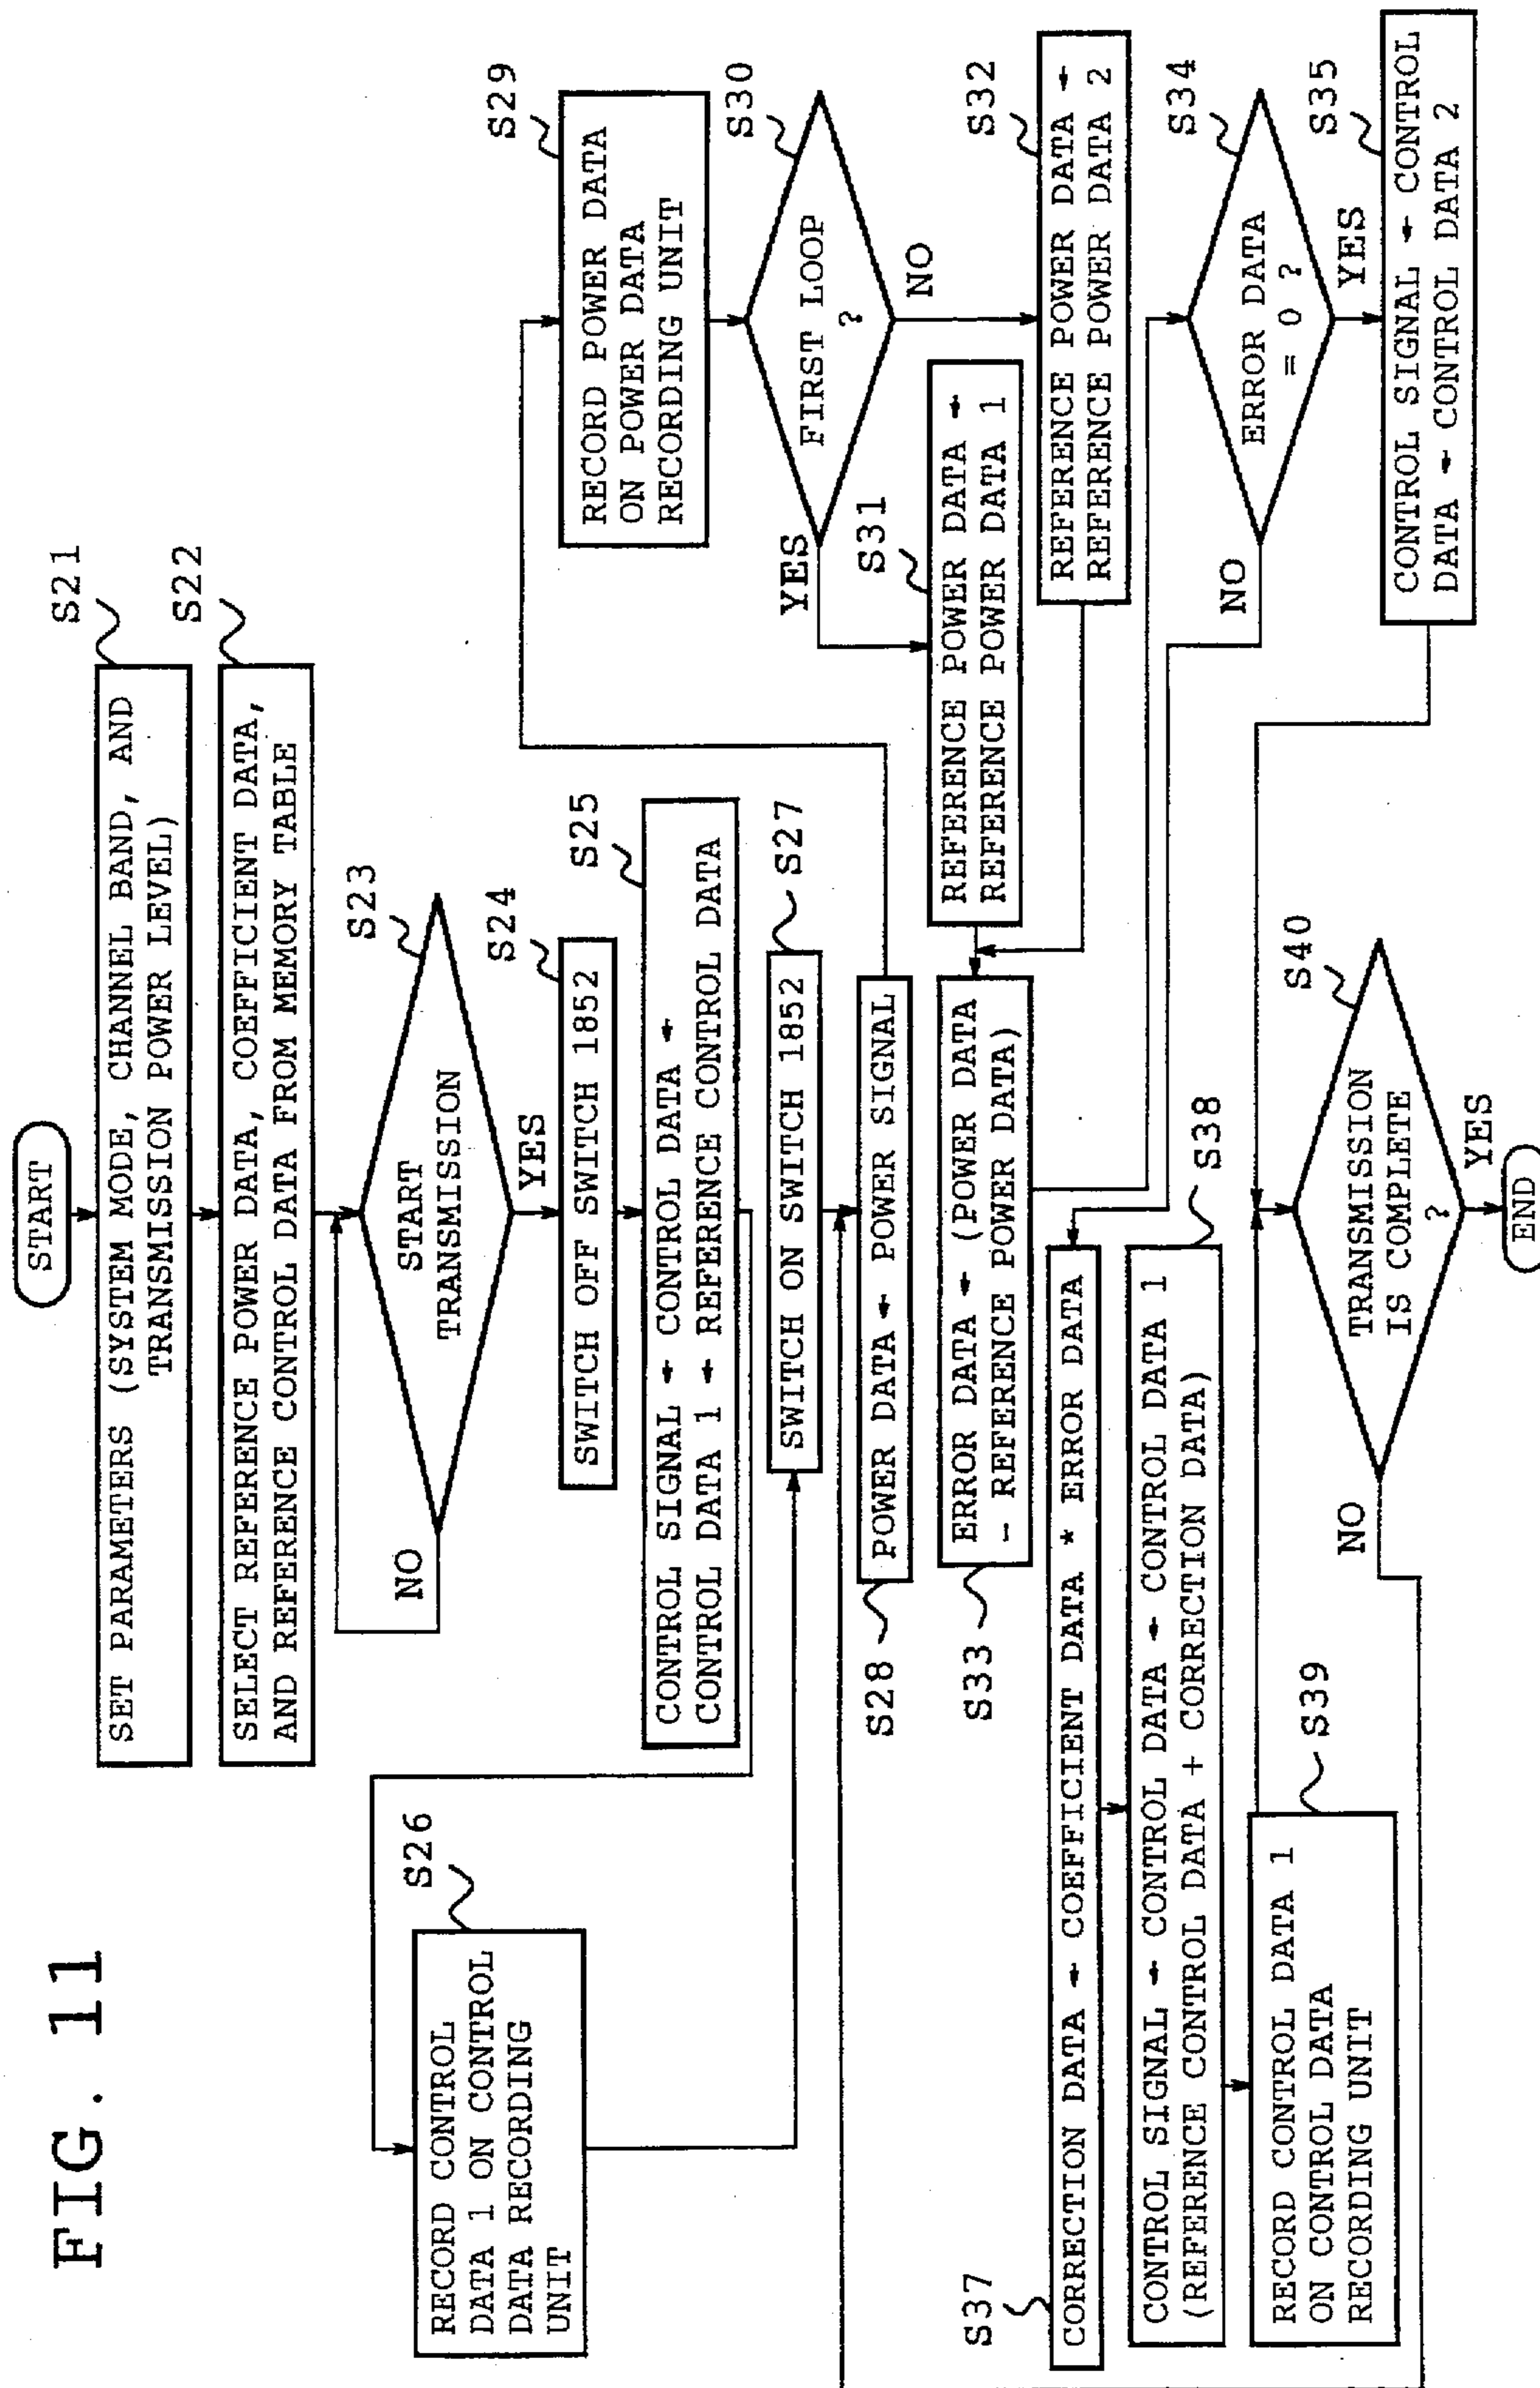 FIG. 11
START
S21
SET PARAMETERS (SYSTEM MODE, CHANNEL BAND, AND
TRANSMISSION POWER LEVEL)
S22
SELECT REFERENCE POWER DATA, COEFFICIENT DATA,
AND REFERENCE CONTROL DATA FROM MEMORY TABLE
S23
START
TRANSMISSION
NO
YES
S24
SWITCH OFF SWITCH 1852
S25
CONTROL SIGNAL ← CONTROL DATA ←
CONTROL DATA 1 ← REFERENCE CONTROL DATA
S26
RECORD CONTROL
DATA 1 ON CONTROL
DATA RECORDING
UNIT
S27
SWITCH ON SWITCH 1852
S28
POWER DATA ← POWER SIGNAL
S29
RECORD POWER DATA
ON POWER DATA
RECORDING UNIT
S30
FIRST LOOP
?
YES
NO
S31
REFERENCE POWER DATA ←
REFERENCE POWER DATA 1
S32
REFERENCE POWER DATA ←
REFERENCE POWER DATA 2
S33
ERROR DATA ← (POWER DATA
- REFERENCE POWER DATA)
S34
ERROR DATA
= 0 ?
NO
YES
S35
CONTROL SIGNAL ← CONTROL
DATA ← CONTROL DATA 2
S37
CORRECTION DATA ← COEFFICIENT DATA * ERROR DATA
S38
CONTROL SIGNAL ← CONTROL DATA ← CONTROL DATA 1
(REFERENCE CONTROL DATA + CORRECTION DATA)
S39
RECORD CONTROL DATA 1
ON CONTROL DATA
RECORDING UNIT
S40
TRANSMISSION
IS COMPLETE
?
NO
YES
END